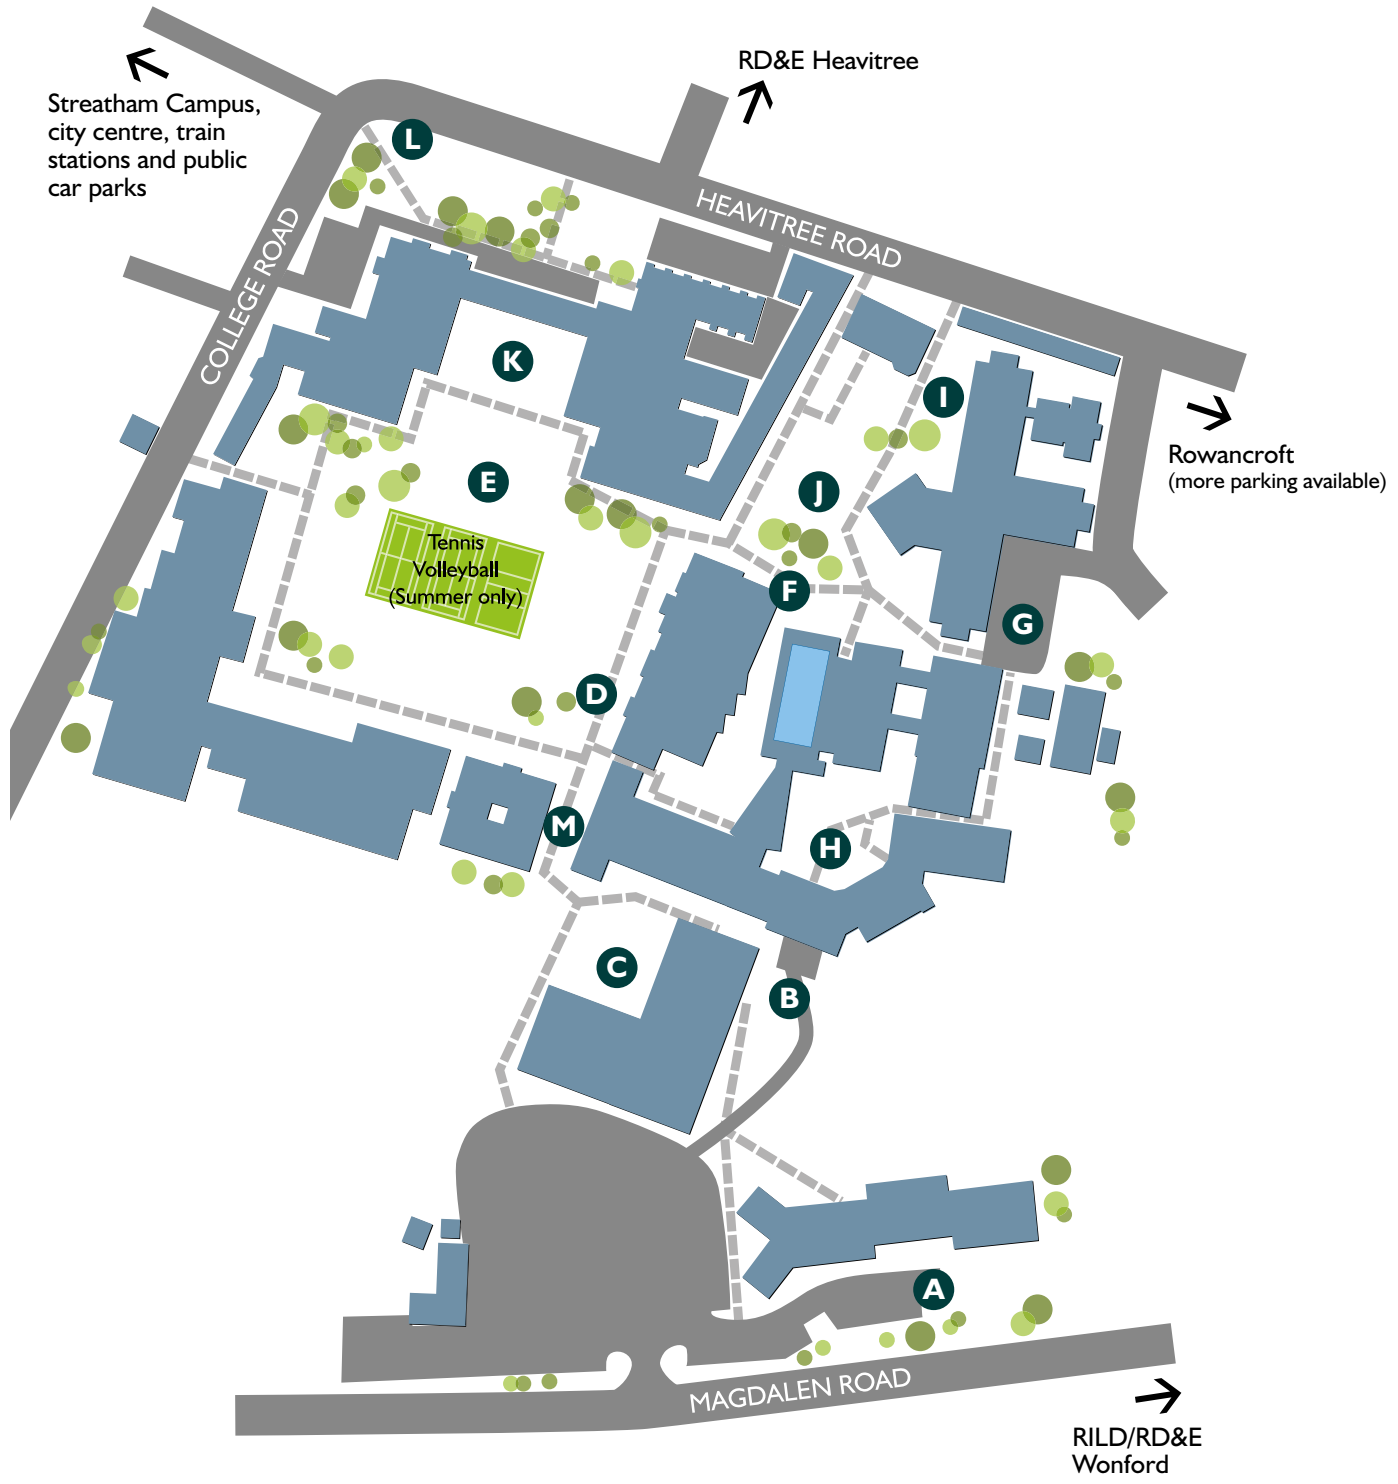 RD&E Heavitree
Streatham Campus,
city centre, train
stations and public
car parks
L
HEAVITREE ROAD
COLLEGE ROAD
K
I
Rowancroft
(more parking available)
E
J
Tennis
Volleyball
(Summer only)
F
G
D
M
H
C
B
A
MAGDALEN ROAD
RILD/RD&E
Wonford